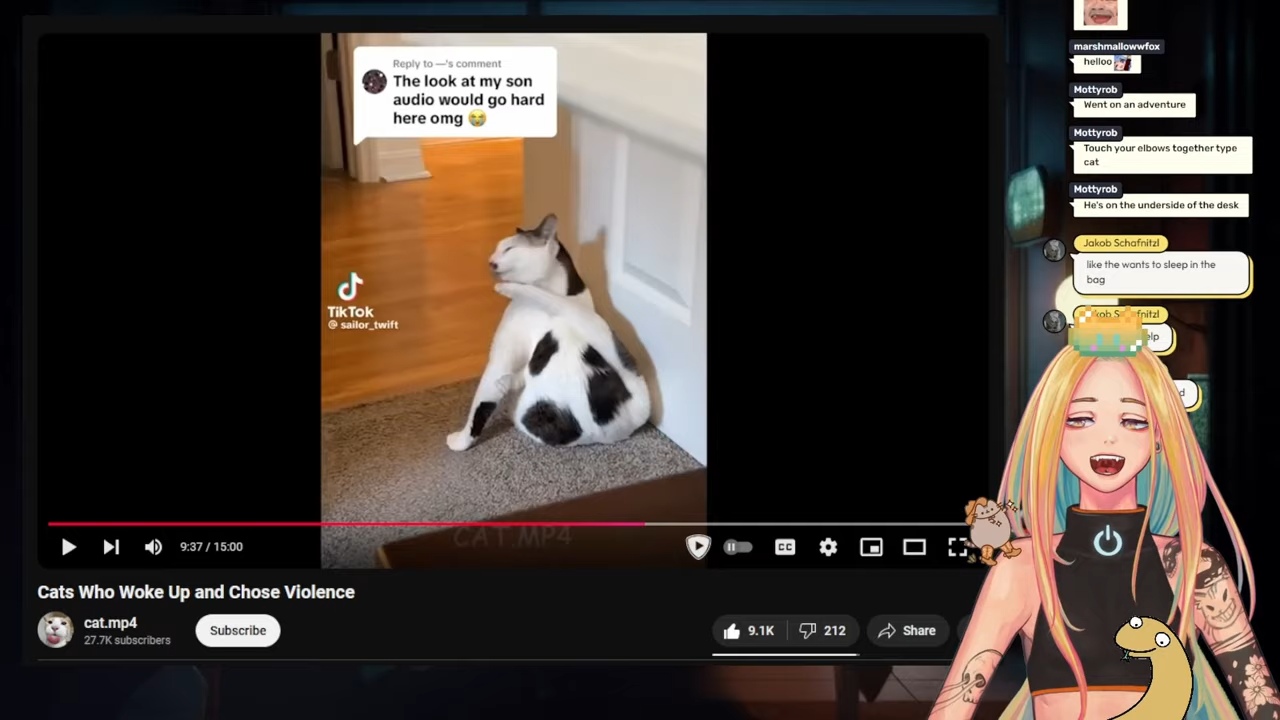 Reply to —'s comment
The look at my son
audio would go hard
here omg 😭
TikTok
@ sailor_twift
CAT.MP4
9:37 / 15:00
CC
Cats Who Woke Up and Chose Violence
cat.mp4
27.7K subscribers
Subscribe
9.1K
212
Share
marshmallowwfox
helloo
Mottyrob
Went on an adventure
Mottyrob
Touch your elbows together type
cat
Mottyrob
He's on the underside of the desk
Jakob Schafnitzl
like the wants to sleep in the
bag